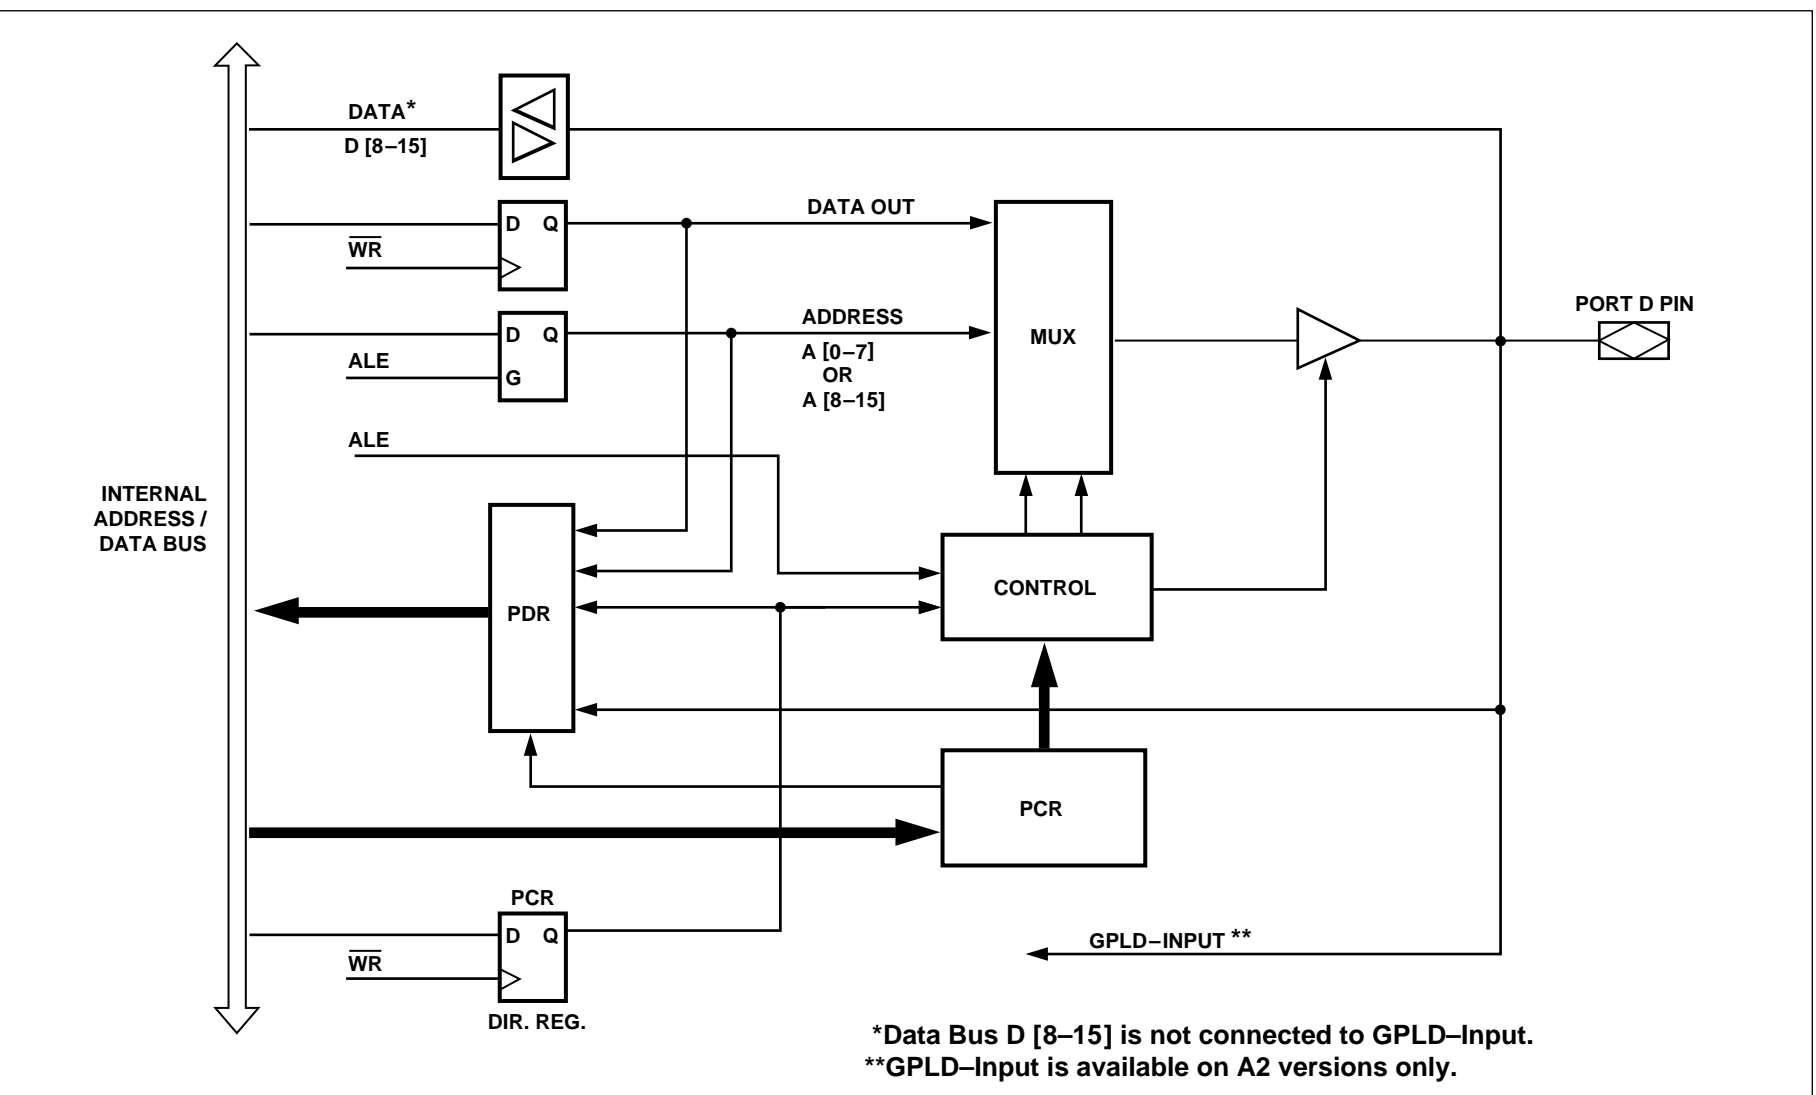 DATA*
D [8–15]
D Q
WR
DATA OUT
D Q
G
ALE
ADDRESS
A [0–7]
OR
A [8–15]
MUX
PORT D PIN
ALE
INTERNAL
ADDRESS /
DATA BUS
PDR
CONTROL
PCR
PCR
D Q
WR
DIR. REG.
GPLD–INPUT **
*Data Bus D [8–15] is not connected to GPLD–Input.
**GPLD–Input is available on A2 versions only.